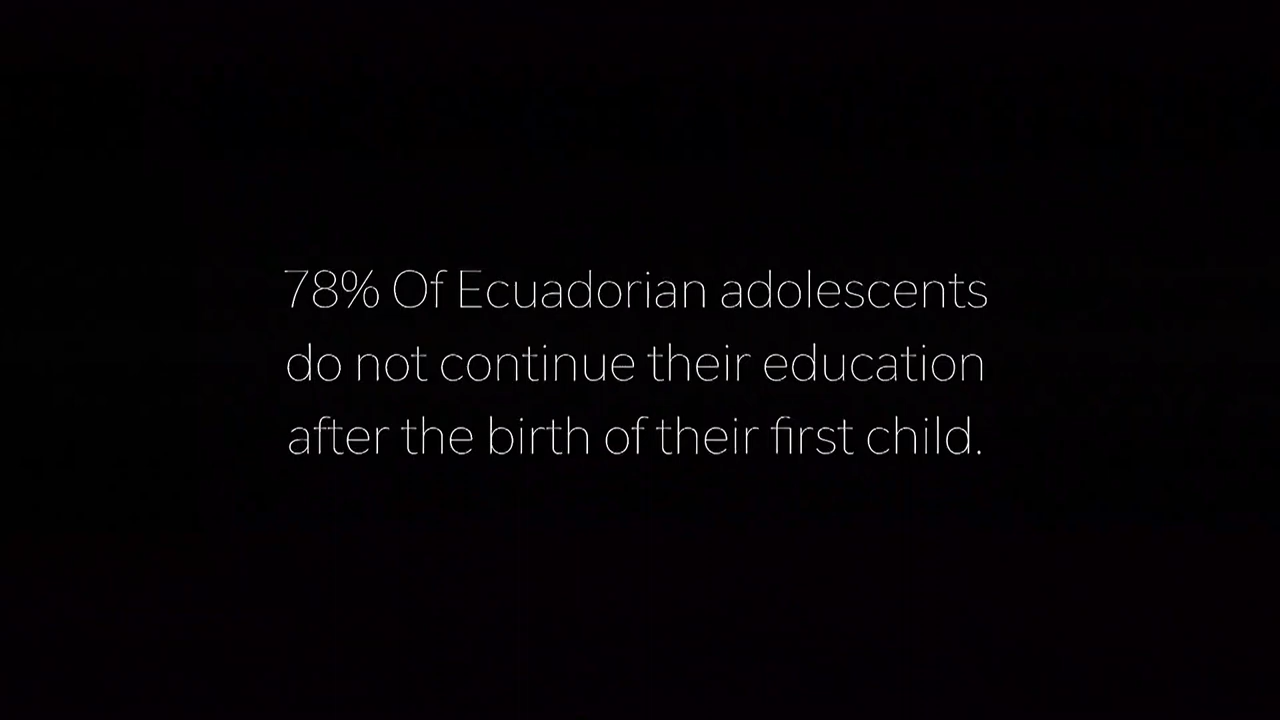 78% Of Ecuadorian adolescents
do not continue their education
after the birth of their first child.